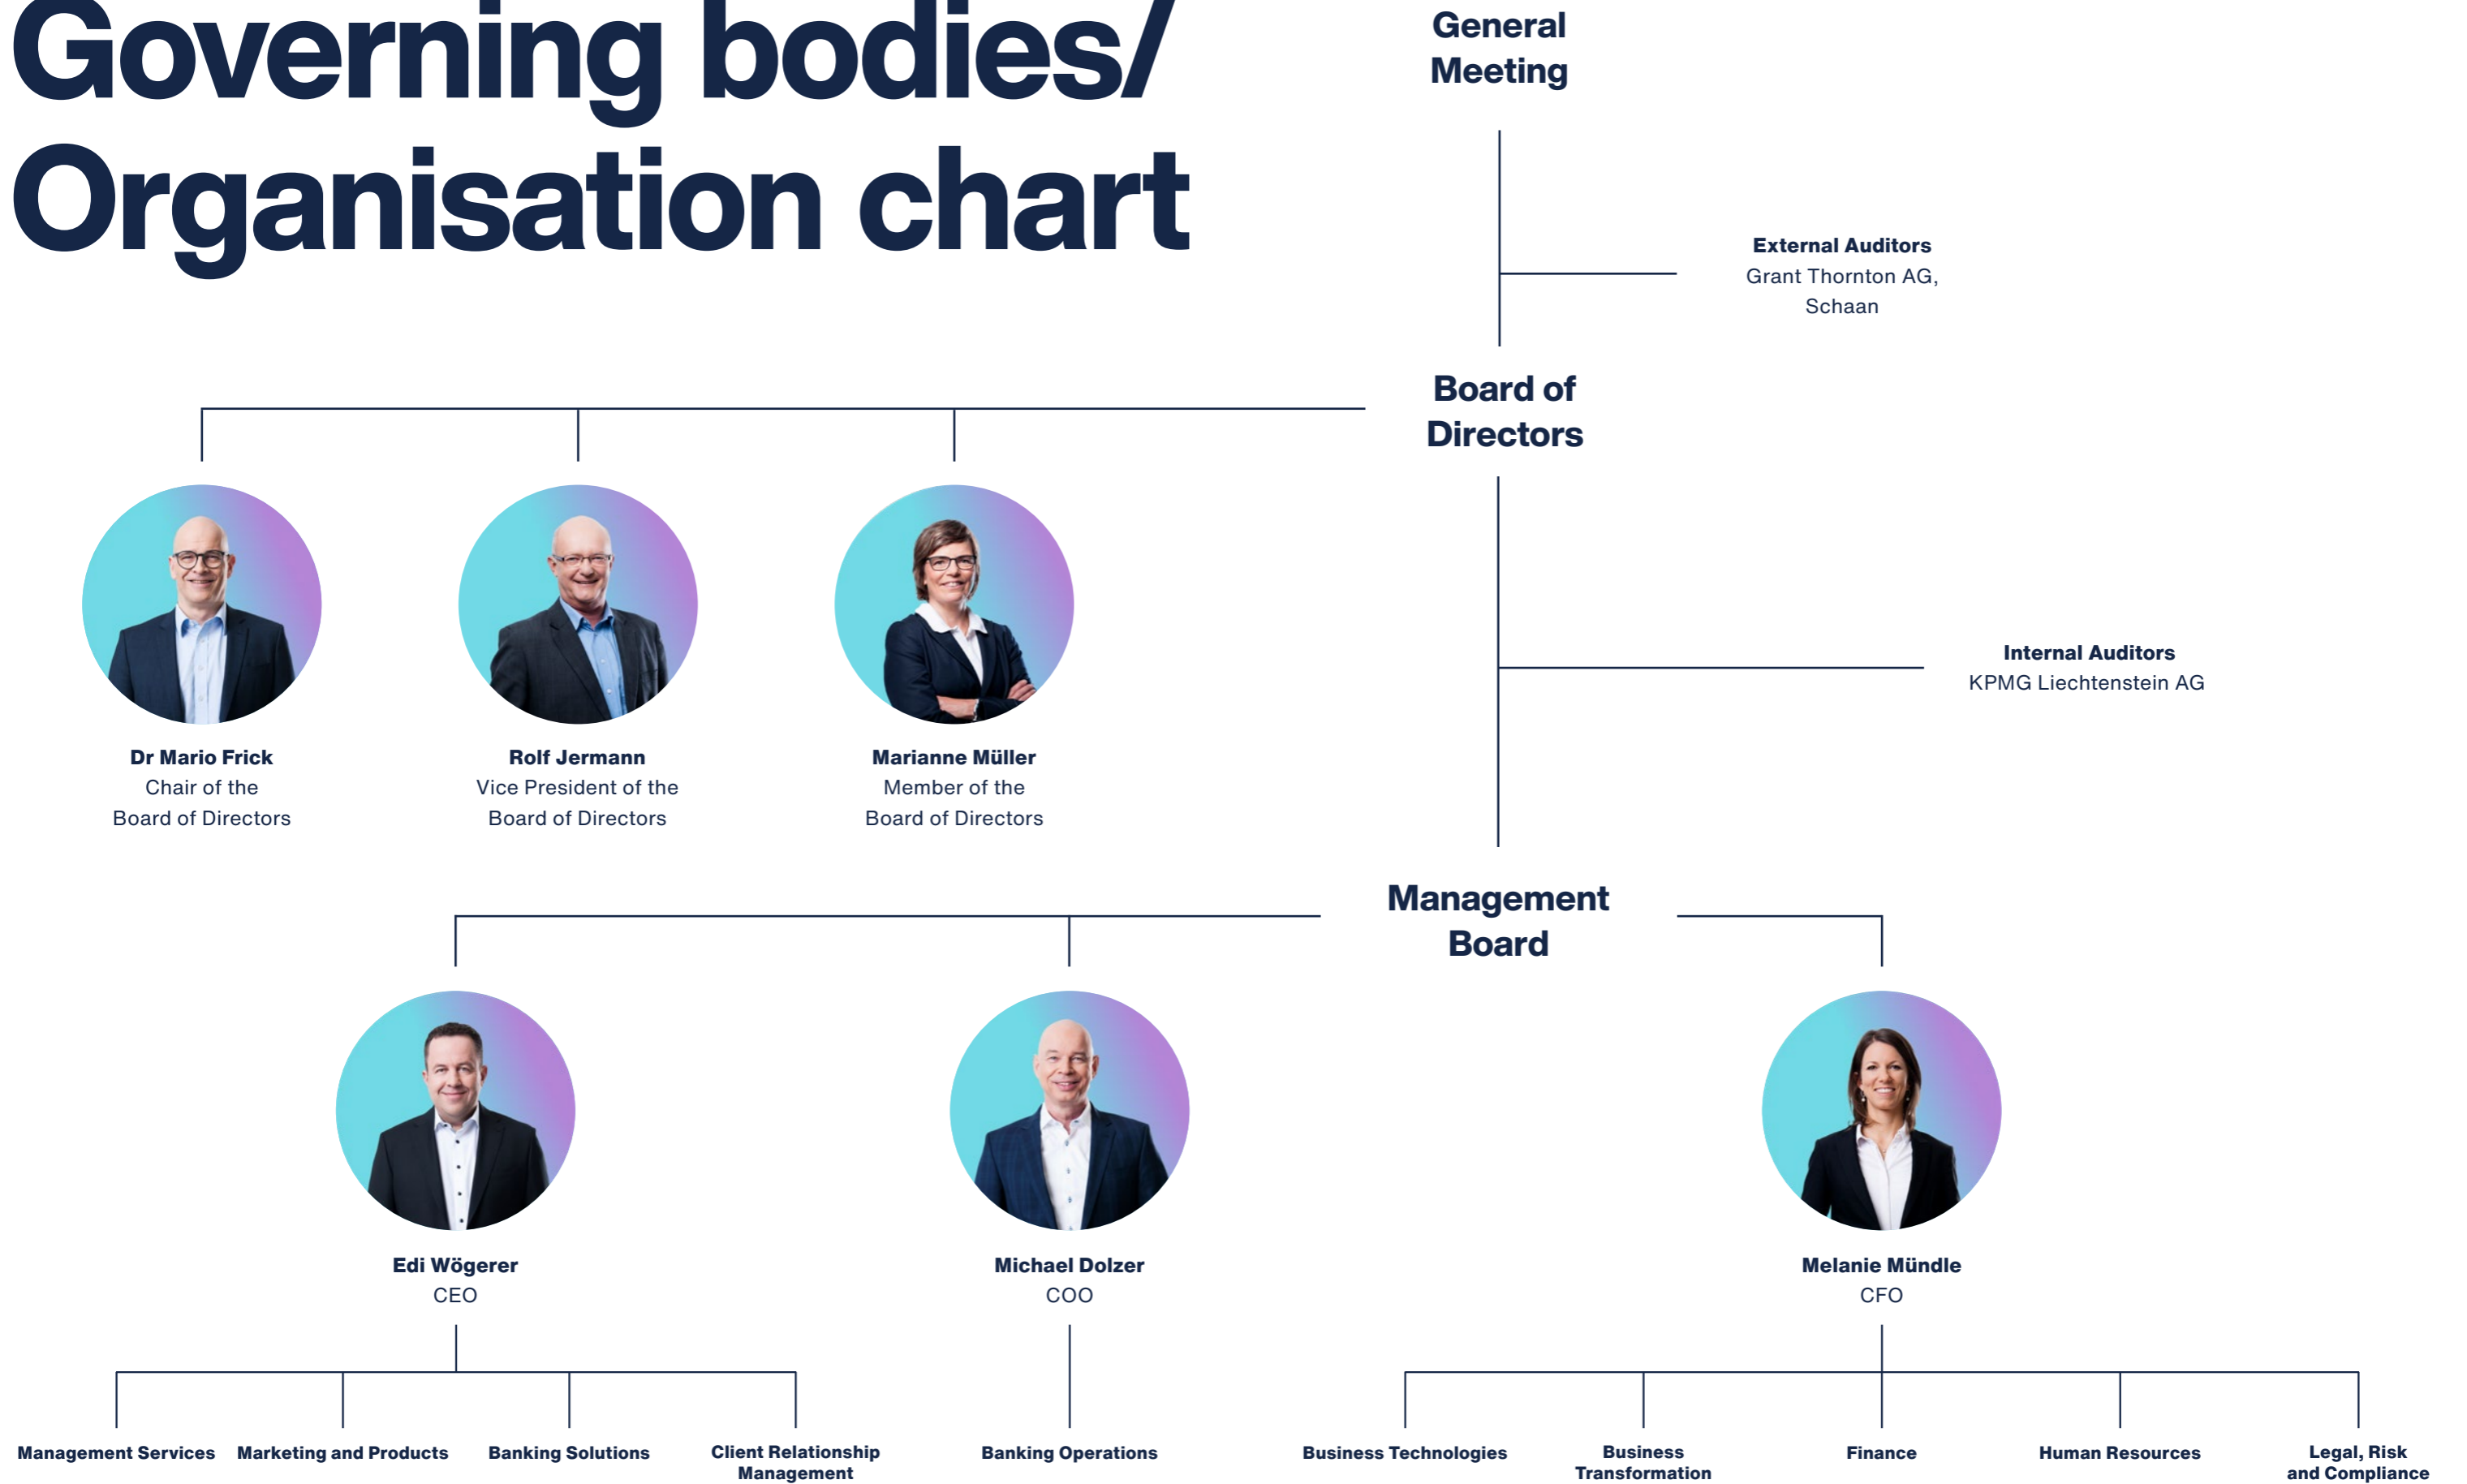 Governing bodies/
Organisation chart
General
Meeting
External Auditors
Grant Thornton AG,
Schaan
Board of
Directors
Dr Mario Frick
Chair of the
Board of Directors
Rolf Jermann
Vice President of the
Board of Directors
Marianne Müller
Member of the
Board of Directors
Internal Auditors
KPMG Liechtenstein AG
Management
Board
Edi Wögerer
CEO
Michael Dolzer
COO
Melanie Mündle
CFO
Management Services
Marketing and Products
Banking Solutions
Client Relationship
Management
Banking Operations
Business Technologies
Business
Transformation
Finance
Human Resources
Legal, Risk
and Compliance